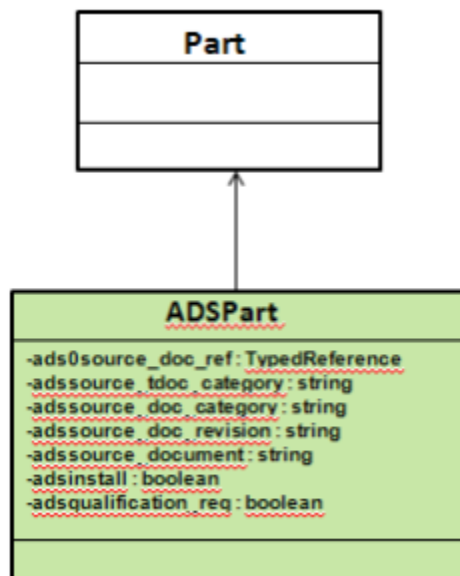 Part
ADSPart
-ads0source_doc_ref : TypedReference
-adssource_tdoc_category : string
-adssource_doc_category : string
-adssource_doc_revision : string
-adssource_document : string
-adsinstall : boolean
-adsqualification_req : boolean